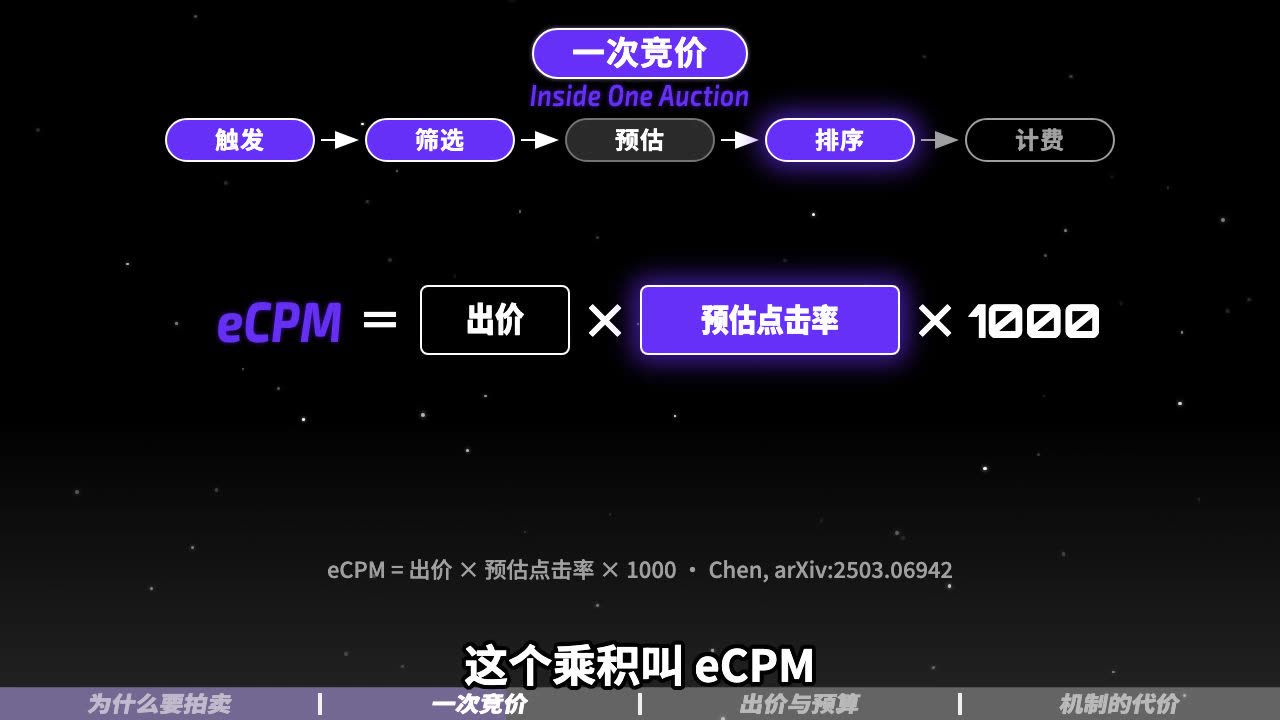 一次竞价
Inside One Auction
触发 筛选 预估 排序 计费
eCPM = 出价 × 预估点击率 × 1000
eCPM = 出价 × 预估点击率 × 1000 · Chen, arXiv:2503.06942
这个乘积叫 eCPM
为什么要拍卖 一次竞价 出价与预算 机制的代价